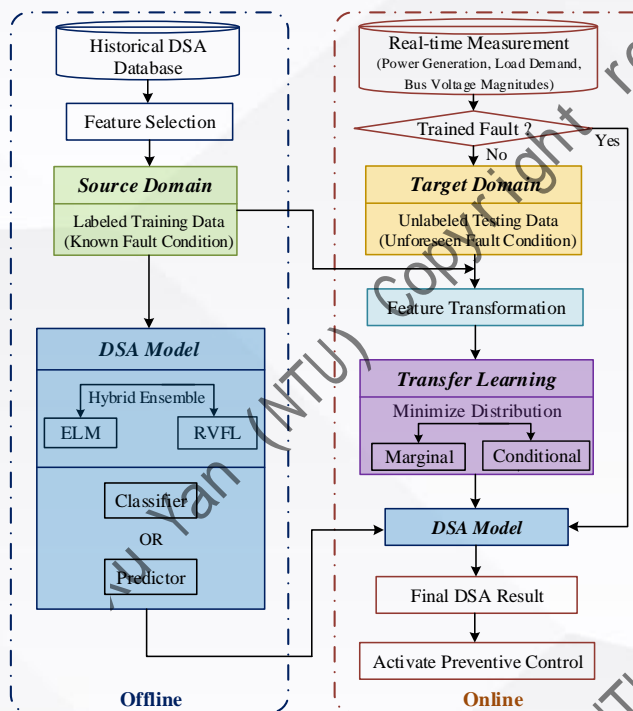 Historical DSA
Database
Feature Selection
Source Domain
Labeled Training Data
(Known Fault Condition)
DSA Model
Hybrid Ensemble
ELM
RVFL
Classifier
OR
Predictor
Offline
Real-time Measurement
(Power Generation, Load Demand,
Bus Voltage Magnitudes)
Trained Fault ?
Yes
No
Target Domain
Unlabeled Testing Data
(Unforeseen Fault Condition)
Feature Transformation
Transfer Learning
Minimize Distribution
Marginal
Conditional
DSA Model
Final DSA Result
Activate Preventive Control
Online
Yan (NTU) Copyright